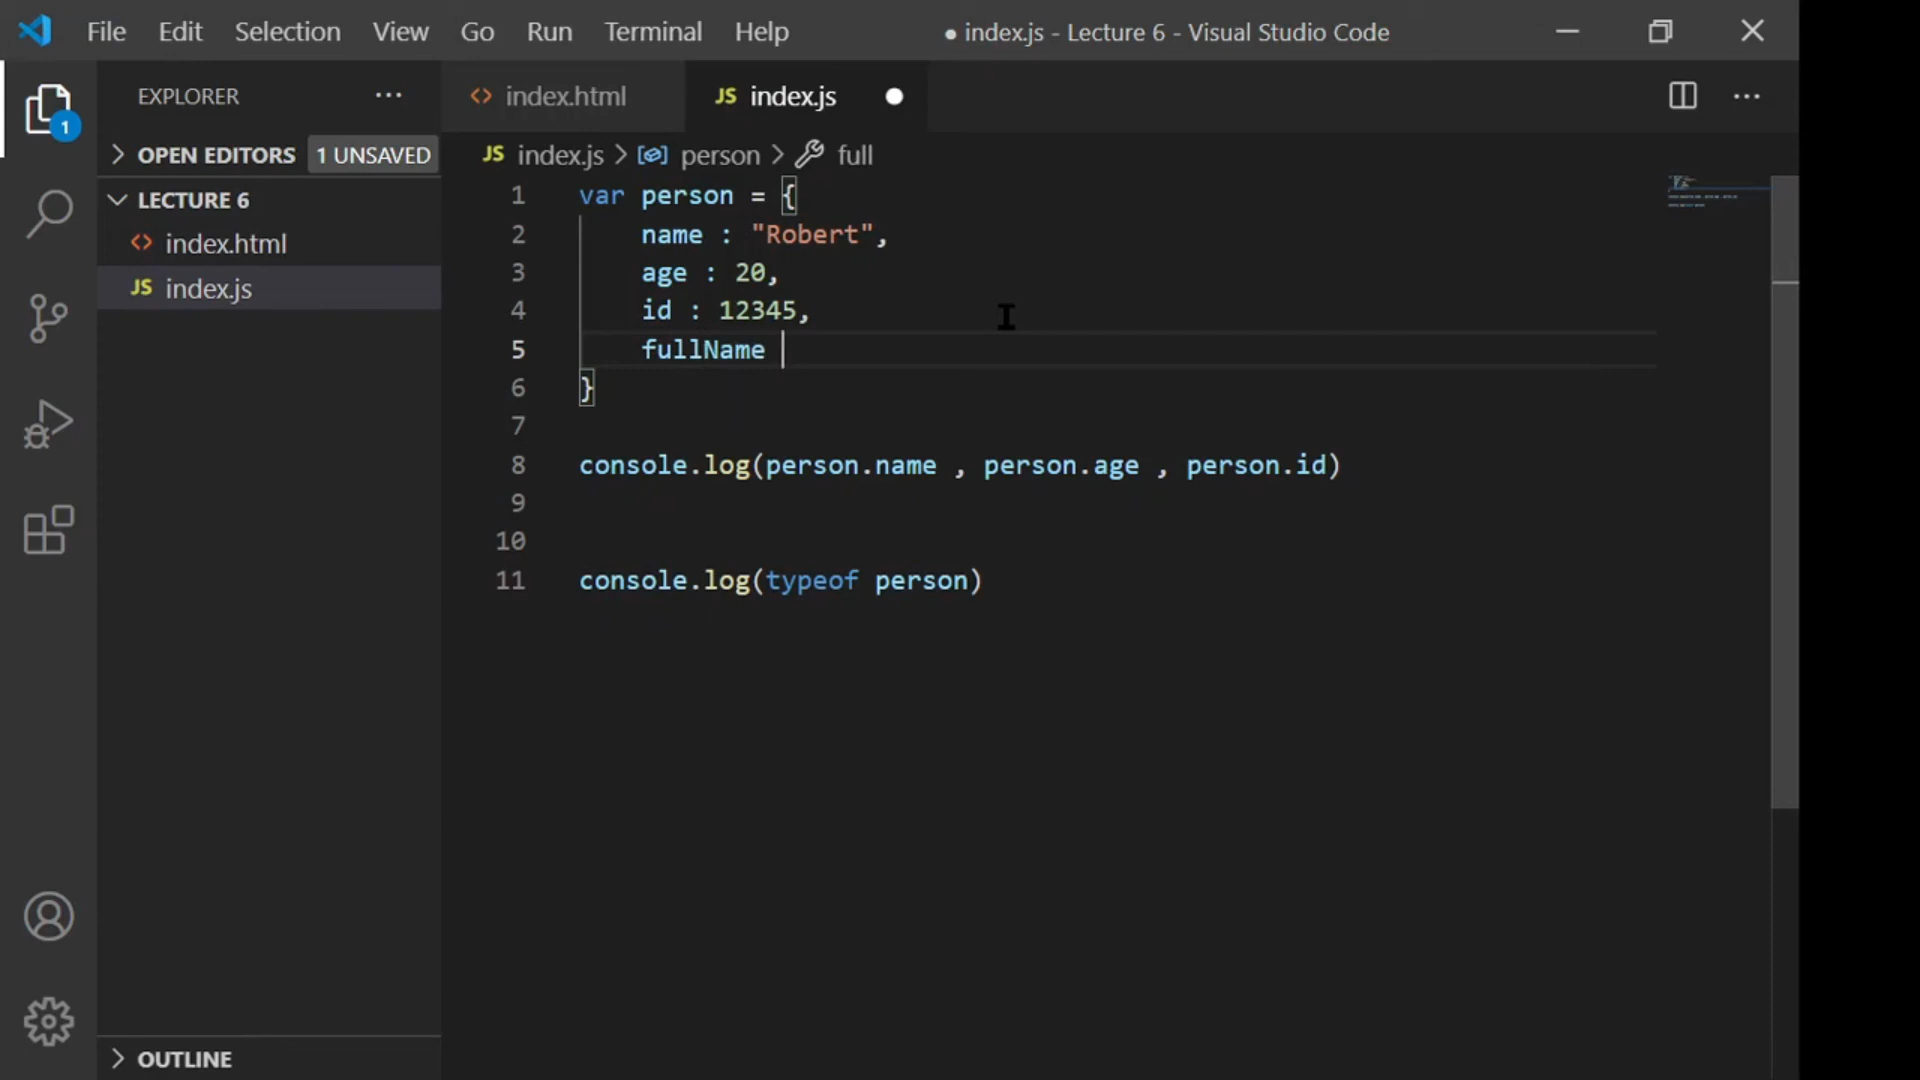 File Edit Selection View Go Run Terminal Help ● index.js - Lecture 6 - Visual Studio Code
EXPLORER ···
index.html
JS index.js
OPEN EDITORS 1 UNSAVED
JS index.js > person > full
1
LECTURE 6
index.html
JS index.js
1 var person = {
2 name : "Robert",
3 age : 20,
4 id : 12345,
5 fullName
6 }
7
8 console.log(person.name , person.age , person.id)
9
10
11 console.log(typeof person)
OUTLINE